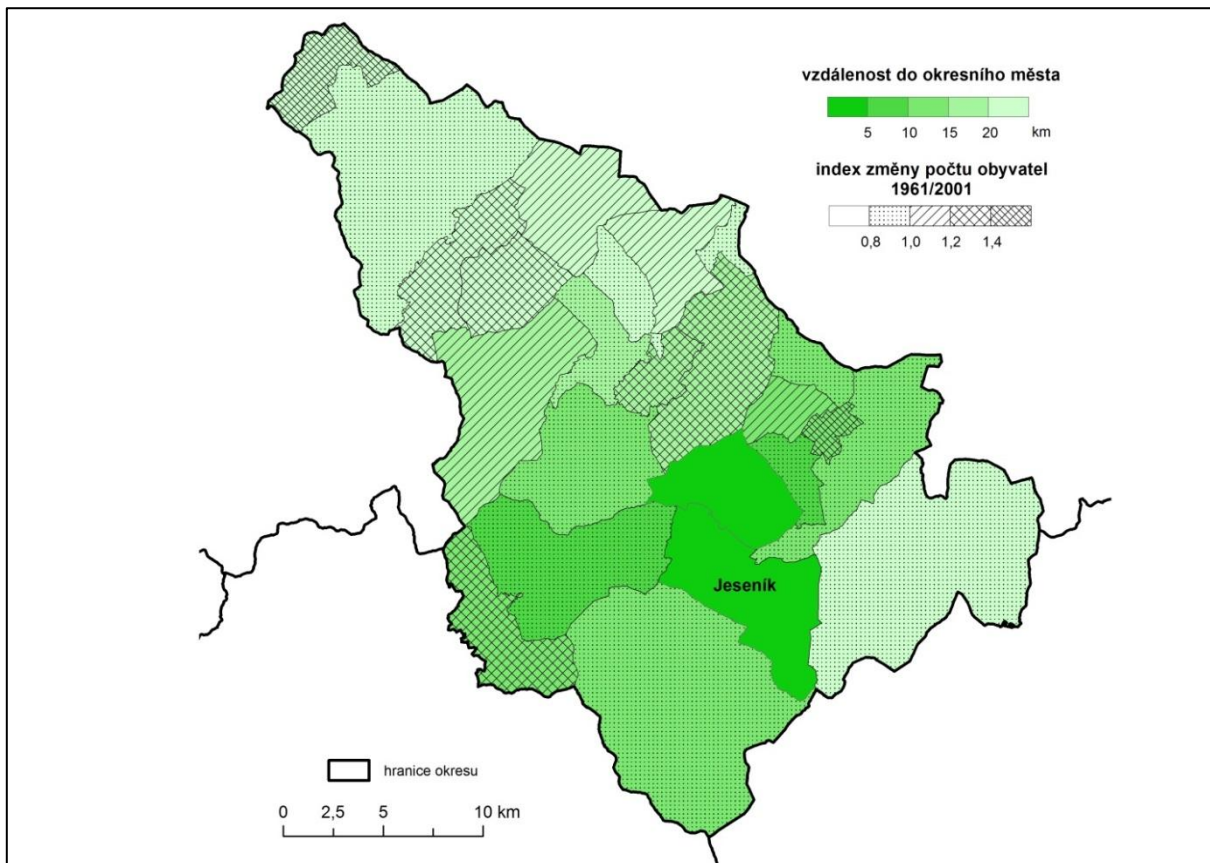 vzdálenost do okresního města
5 10 15 20 km
index změny počtu obyvatel
1961/2001
0,8 1,0 1,2 1,4
Jeseník
hranice okresu
0 2,5 5 10 km